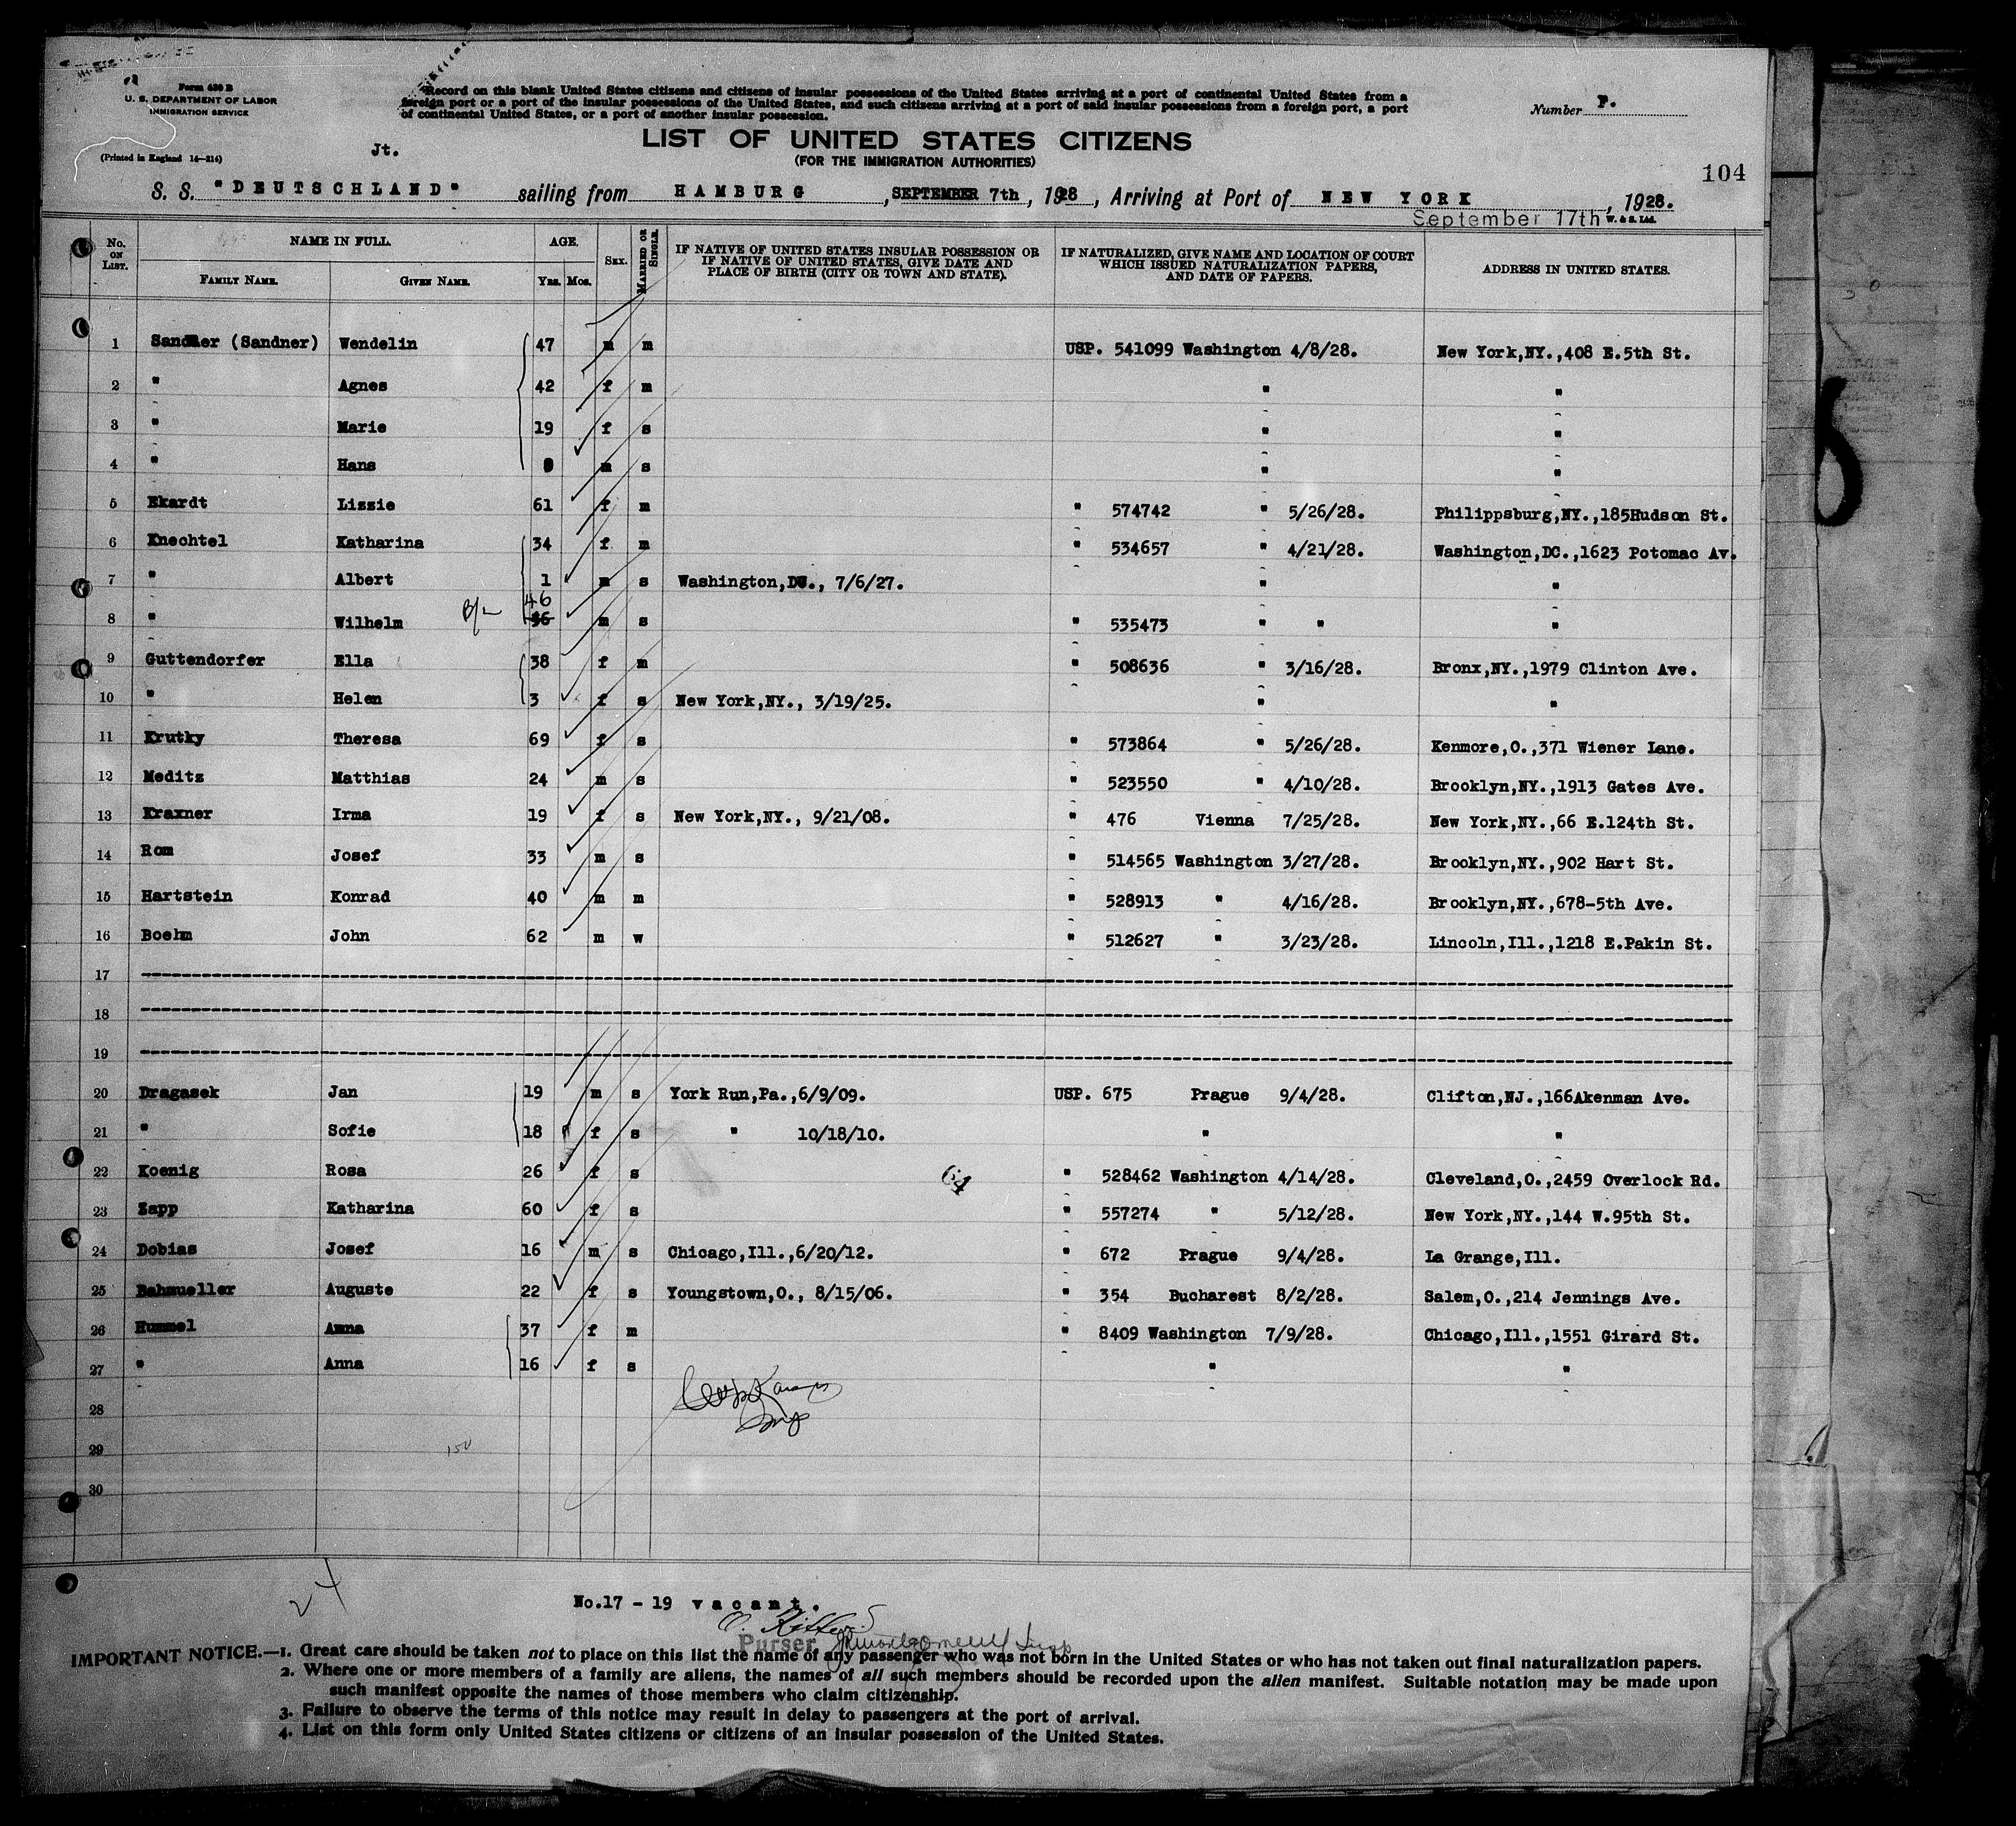 Form 630 B
U. S. DEPARTMENT OF LABOR
IMMIGRATION SERVICE
(Printed in England 14—214)
Jt.
Record on this blank United States citizens and citizens of insular possessions of the United States arriving at a port of continental United States from a
foreign port or a port of the insular possessions of the United States, and such citizens arriving at a port of said insular possessions from a foreign port, a port
of continental United States, or a port of another insular possession.
Number P.
LIST OF UNITED STATES CITIZENS
(FOR THE IMMIGRATION AUTHORITIES)
104
S. S. "DEUTSCHLAND" sailing from HAMBURG, SEPTEMBER 7th, 1928, Arriving at Port of NEW YORK, 1928.
September 17th W. & S. Ltd.
No. ON LIST. NAME IN FULL. AGE. SEX. MARRIED OR SINGLE. IF NATIVE OF UNITED STATES INSULAR POSSESSION OR IF NATIVE OF UNITED STATES, GIVE DATE AND PLACE OF BIRTH (CITY OR TOWN AND STATE). IF NATURALIZED, GIVE NAME AND LOCATION OF COURT WHICH ISSUED NATURALIZATION PAPERS, AND DATE OF PAPERS. ADDRESS IN UNITED STATES.
FAMILY NAME. GIVEN NAME. YRS. MOS.
1 Sandner (Sandner) Wendelin 47 m m USP. 541099 Washington 4/8/28. New York,NY.,408 E.5th St.
2 " Agnes 42 f m " "
3 " Marie 19 f s " "
4 " Hans m s " "
5 Ekardt Lizzie 61 f m " 574742 " 5/26/28. Philippsburg,NY.,185Hudson St.
6 Knechtel Katharina 34 f m " 534657 " 4/21/28. Washington,DC.,1623 Potomac Av.
7 " Albert 1 m s Washington,DC., 7/6/27. " "
46
8 " Wilhelm 36 m s " 535473 " " "
9 Guttendorfer Ella 38 f m " 508636 " 3/16/28. Bronx,NY.,1979 Clinton Ave.
10 " Helen 3 f s New York,NY., 3/19/25. " "
11 Krutky Theresa 69 f s " 573864 " 5/26/28. Kenmore,O.,371 Wiener Lane.
12 Meditz Matthias 24 m s " 523550 " 4/10/28. Brooklyn,NY.,1913 Gates Ave.
13 Kraxner Irma 19 f s New York,NY., 9/21/08. " 476 Vienna 7/25/28. New York,NY.,66 E.124th St.
14 Rom Josef 33 m s " 514565 Washington 3/27/28. Brooklyn,NY.,902 Hart St.
15 Hartstein Konrad 40 m m " 528913 " 4/16/28. Brooklyn,NY.,678-5th Ave.
16 Boehm John 62 m w " 512627 " 3/23/28. Lincoln,Ill.,1218 E.Pakin St.
17
18
19
20 Dragasek Jan 19 m s York Run,Pa.,6/9/09. USP. 675 Prague 9/4/28. Clifton,NJ.,166Akenman Ave.
21 " Sofie 18 f s " 10/18/10. " "
22 Koenig Rosa 26 f s 64 " 528462 Washington 4/14/28. Cleveland,O.,2459 Overlock Rd.
23 Zapp Katharina 60 f s " 557274 " 5/12/28. New York,NY.,144 W.95th St.
24 Dobias Josef 16 m s Chicago,Ill.,6/20/12. " 672 Prague 9/4/28. La Grange,Ill.
25 Bahmueller Auguste 22 f s Youngstown,O., 8/15/06. " 354 Bucharest 8/2/28. Salem,O.,214 Jennings Ave.
26 Hummel Anna 37 f m " 8409 Washington 7/9/28. Chicago,Ill.,1551 Girard St.
27 " Anna 16 f s " "
28
29 150
30
24
No.17 - 19 vacant.
Purser
IMPORTANT NOTICE.—1. Great care should be taken not to place on this list the name of any passenger who was not born in the United States or who has not taken out final naturalization papers.
2. Where one or more members of a family are aliens, the names of all such members should be recorded upon the alien manifest. Suitable notation may be made upon
such manifest opposite the names of those members who claim citizenship.
3. Failure to observe the terms of this notice may result in delay to passengers at the port of arrival.
4. List on this form only United States citizens or citizens of an insular possession of the United States.